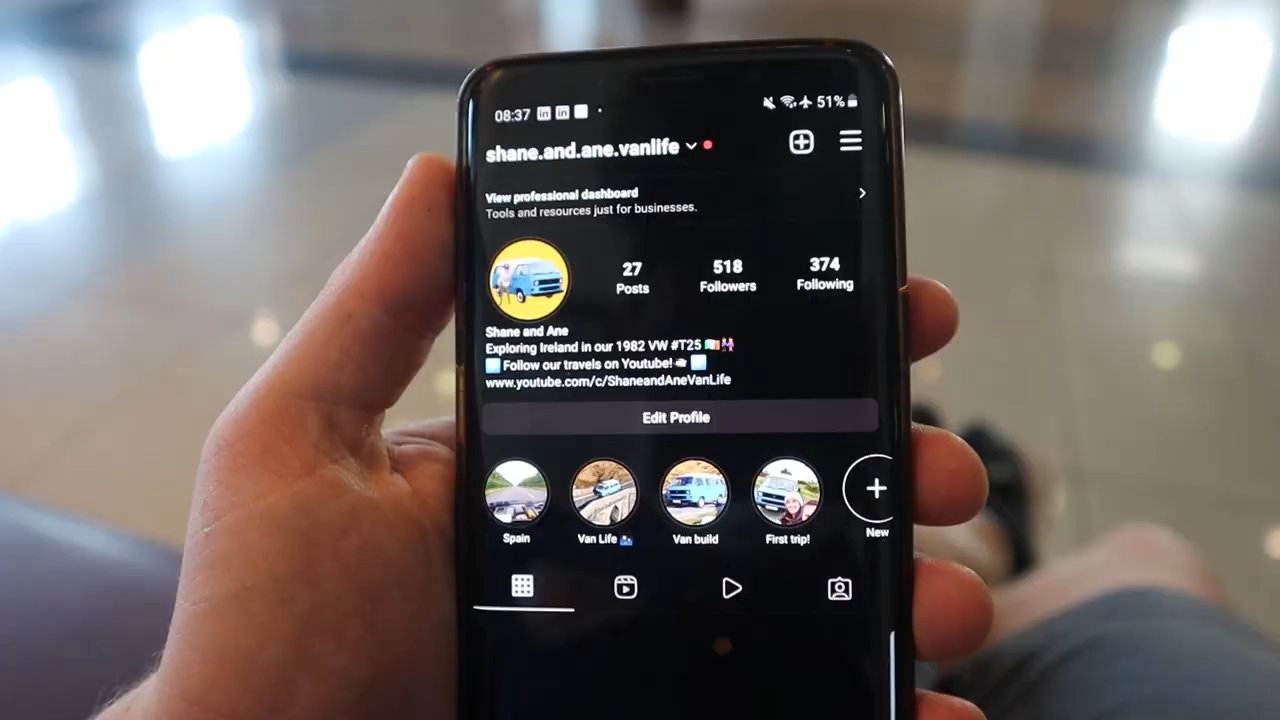 08:37 in in 51%
shane.and.ane.vanlife
View professional dashboard
Tools and resources just for businesses.
27 518 374
Posts Followers Following
Shane and Ane
Exploring Ireland in our 1982 VW #T25 🇮🇪👫
Follow our travels on Youtube!
www.youtube.com/c/ShaneandAneVanLife
Edit Profile
Spain Van Life Van build First trip! New